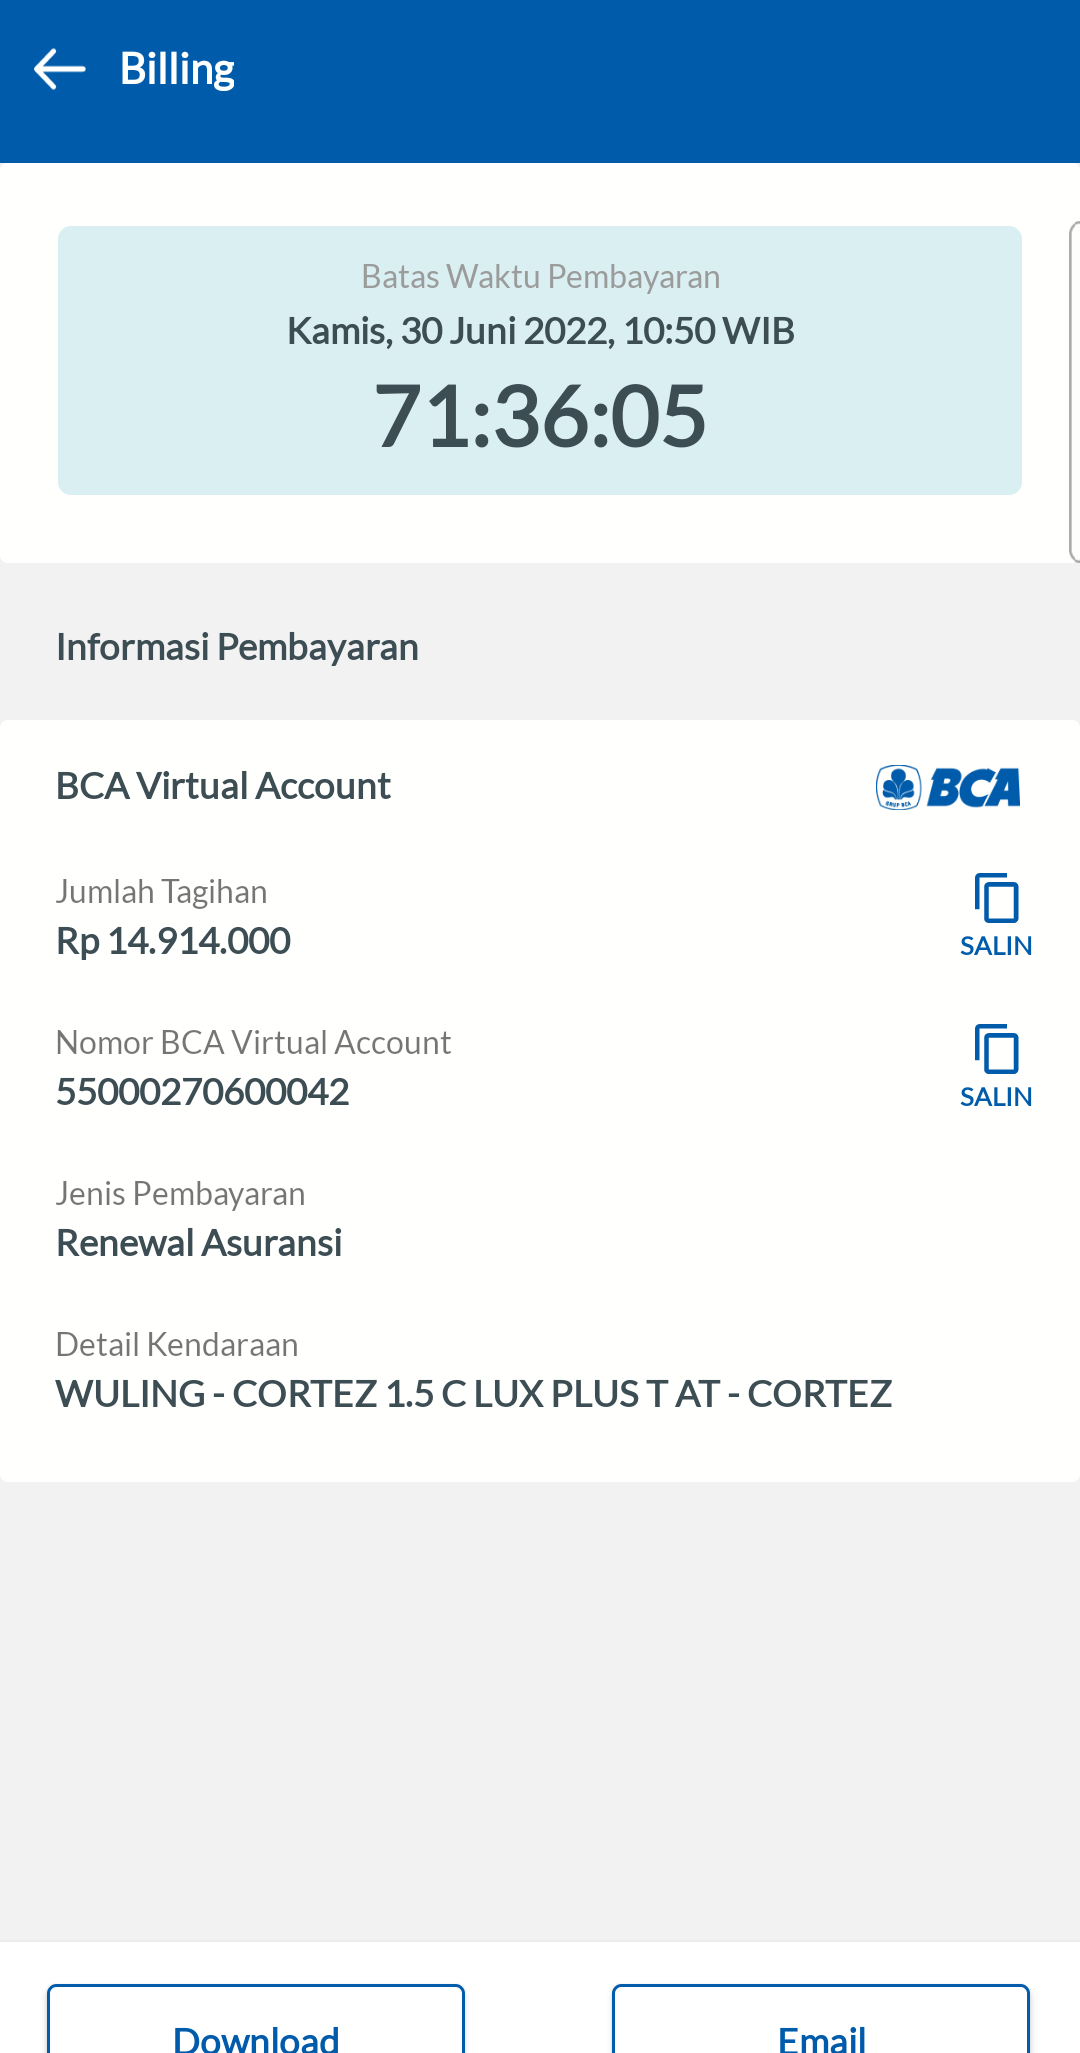 Billing
Batas Waktu Pembayaran
Kamis, 30 Juni 2022, 10:50 WIB
71:36:05
Informasi Pembayaran
BCA Virtual Account
GRUP BCA
BCA
Jumlah Tagihan
Rp 14.914.000
SALIN
Nomor BCA Virtual Account
55000270600042
SALIN
Jenis Pembayaran
Renewal Asuransi
Detail Kendaraan
WULING - CORTEZ 1.5 C LUX PLUS T AT - CORTEZ
Download
Email